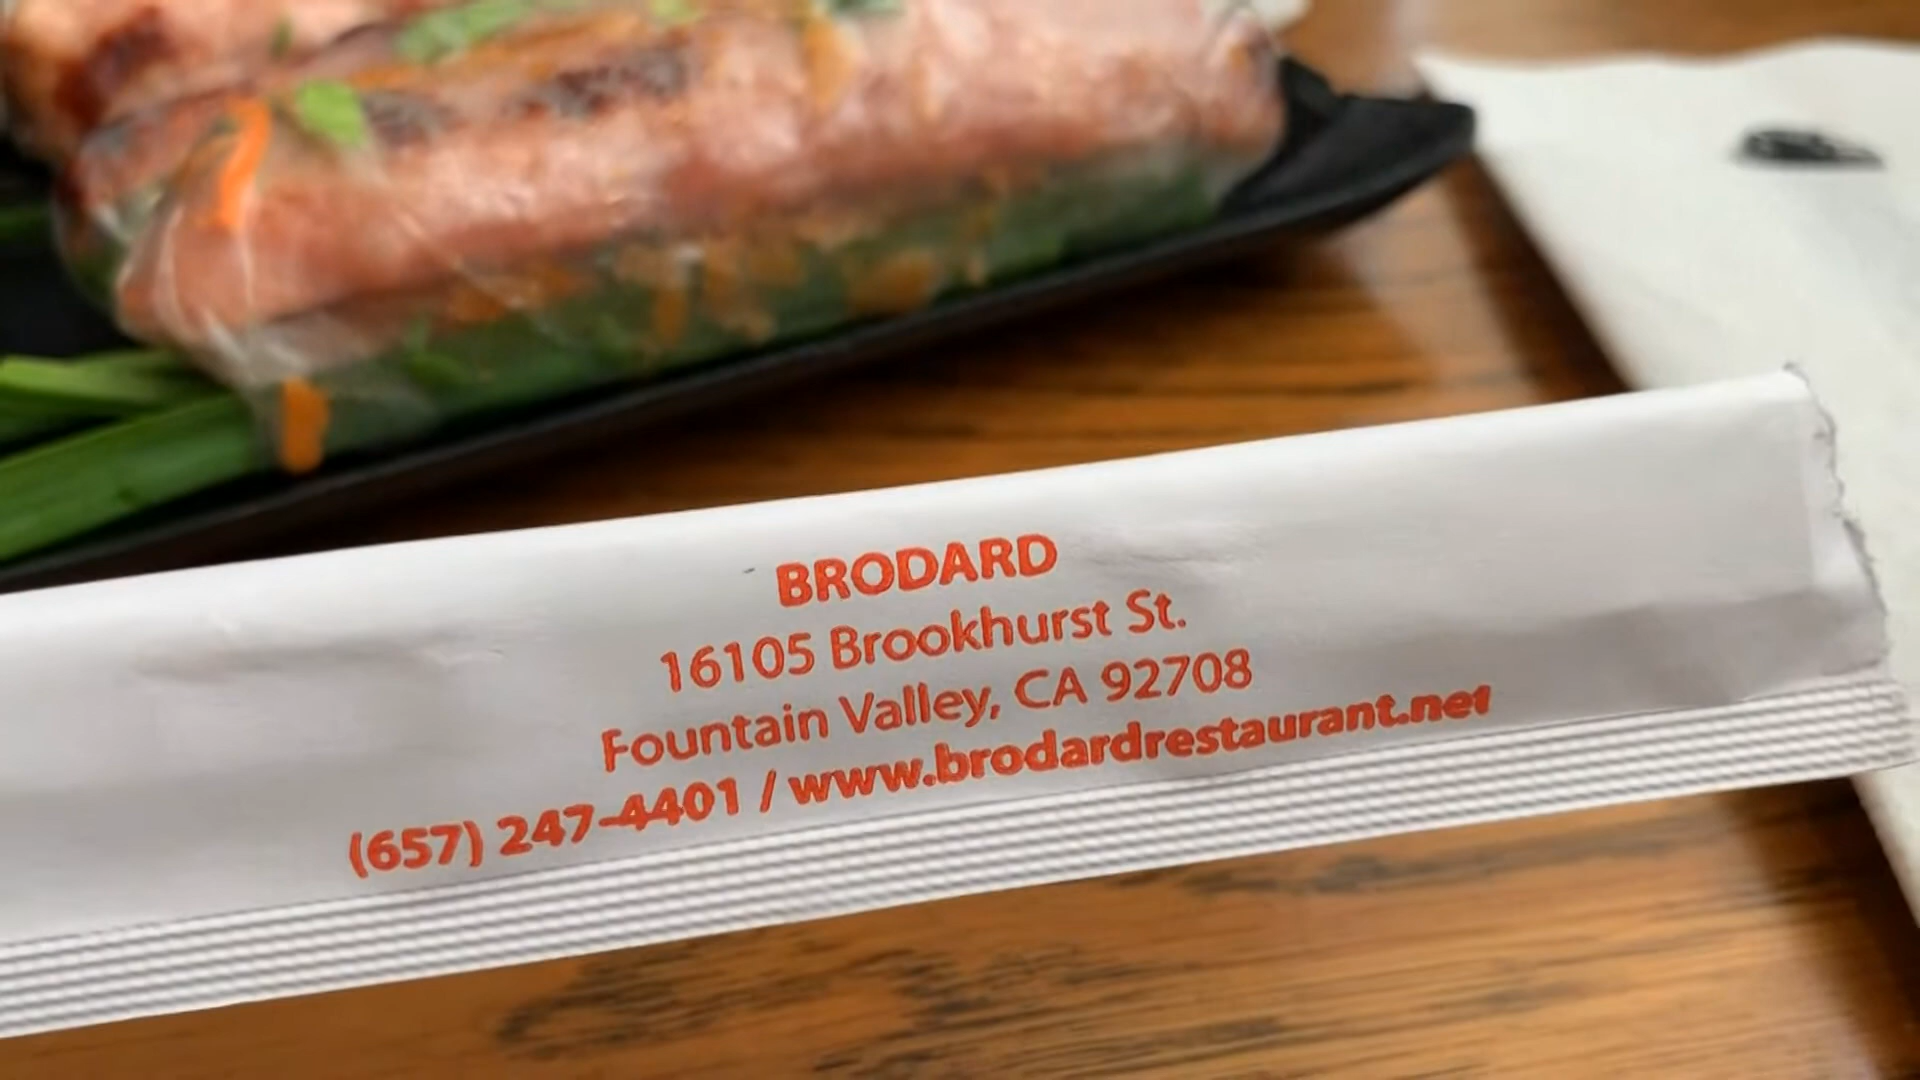 BRODARD
16105 Brookhurst St.
Fountain Valley, CA 92708
(657) 247-4401 / www.brodardrestaurant.net